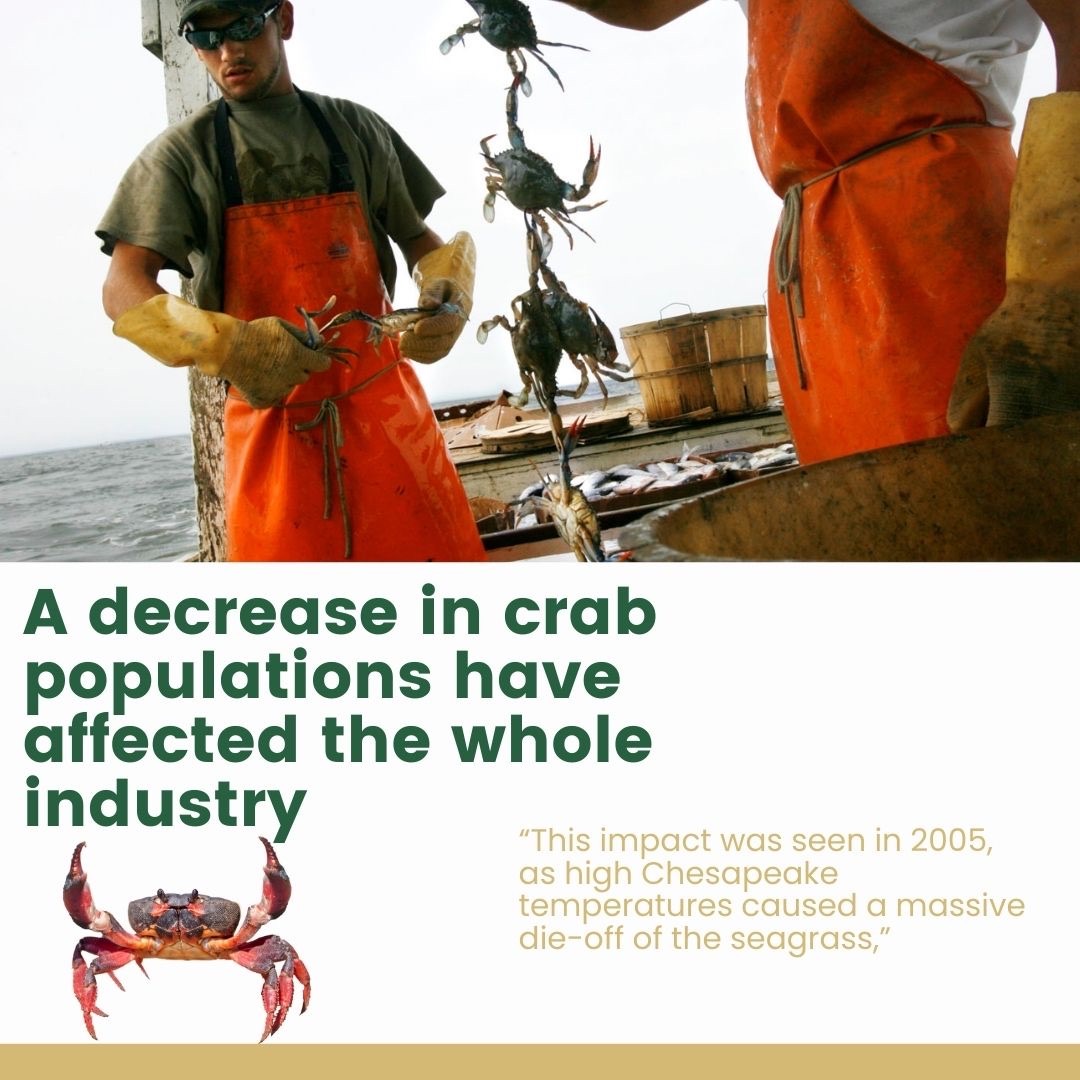 A decrease in crab
populations have
affected the whole
industry
“This impact was seen in 2005,
as high Chesapeake
temperatures caused a massive
die-off of the seagrass,”